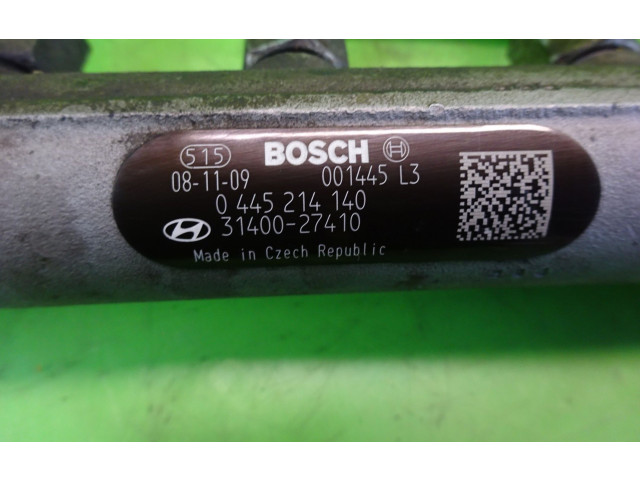 515 BOSCH
08-11-09 001445 L3
0 445 214 140
31400-27410
Made in Czech Republic